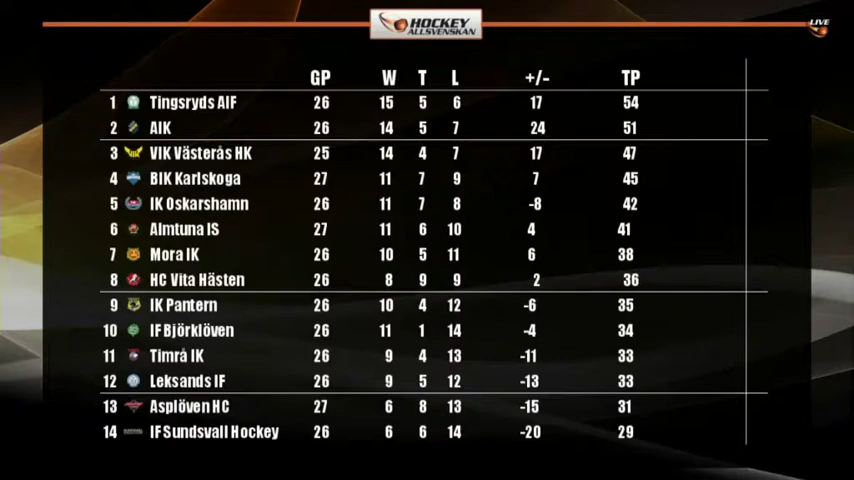 HOCKEY
ALLSVENSKAN
LIVE
GP W T L +/- TP
1 Tingsryds AIF 26 15 5 6 17 54
2 AIK 26 14 5 7 24 51
3 VIK Västerås HK 25 14 4 7 17 47
4 BIK Karlskoga 27 11 7 9 7 45
5 IK Oskarshamn 26 11 7 8 -8 42
6 Almtuna IS 27 11 6 10 4 41
7 Mora IK 26 10 5 11 6 38
8 HC Vita Hästen 26 8 9 9 2 36
9 IK Pantern 26 10 4 12 -6 35
10 IF Björklöven 26 11 1 14 -4 34
11 Timrå IK 26 9 4 13 -11 33
12 Leksands IF 26 9 5 12 -13 33
13 Asplöven HC 27 6 8 13 -15 31
14 IF Sundsvall Hockey 26 6 6 14 -20 29